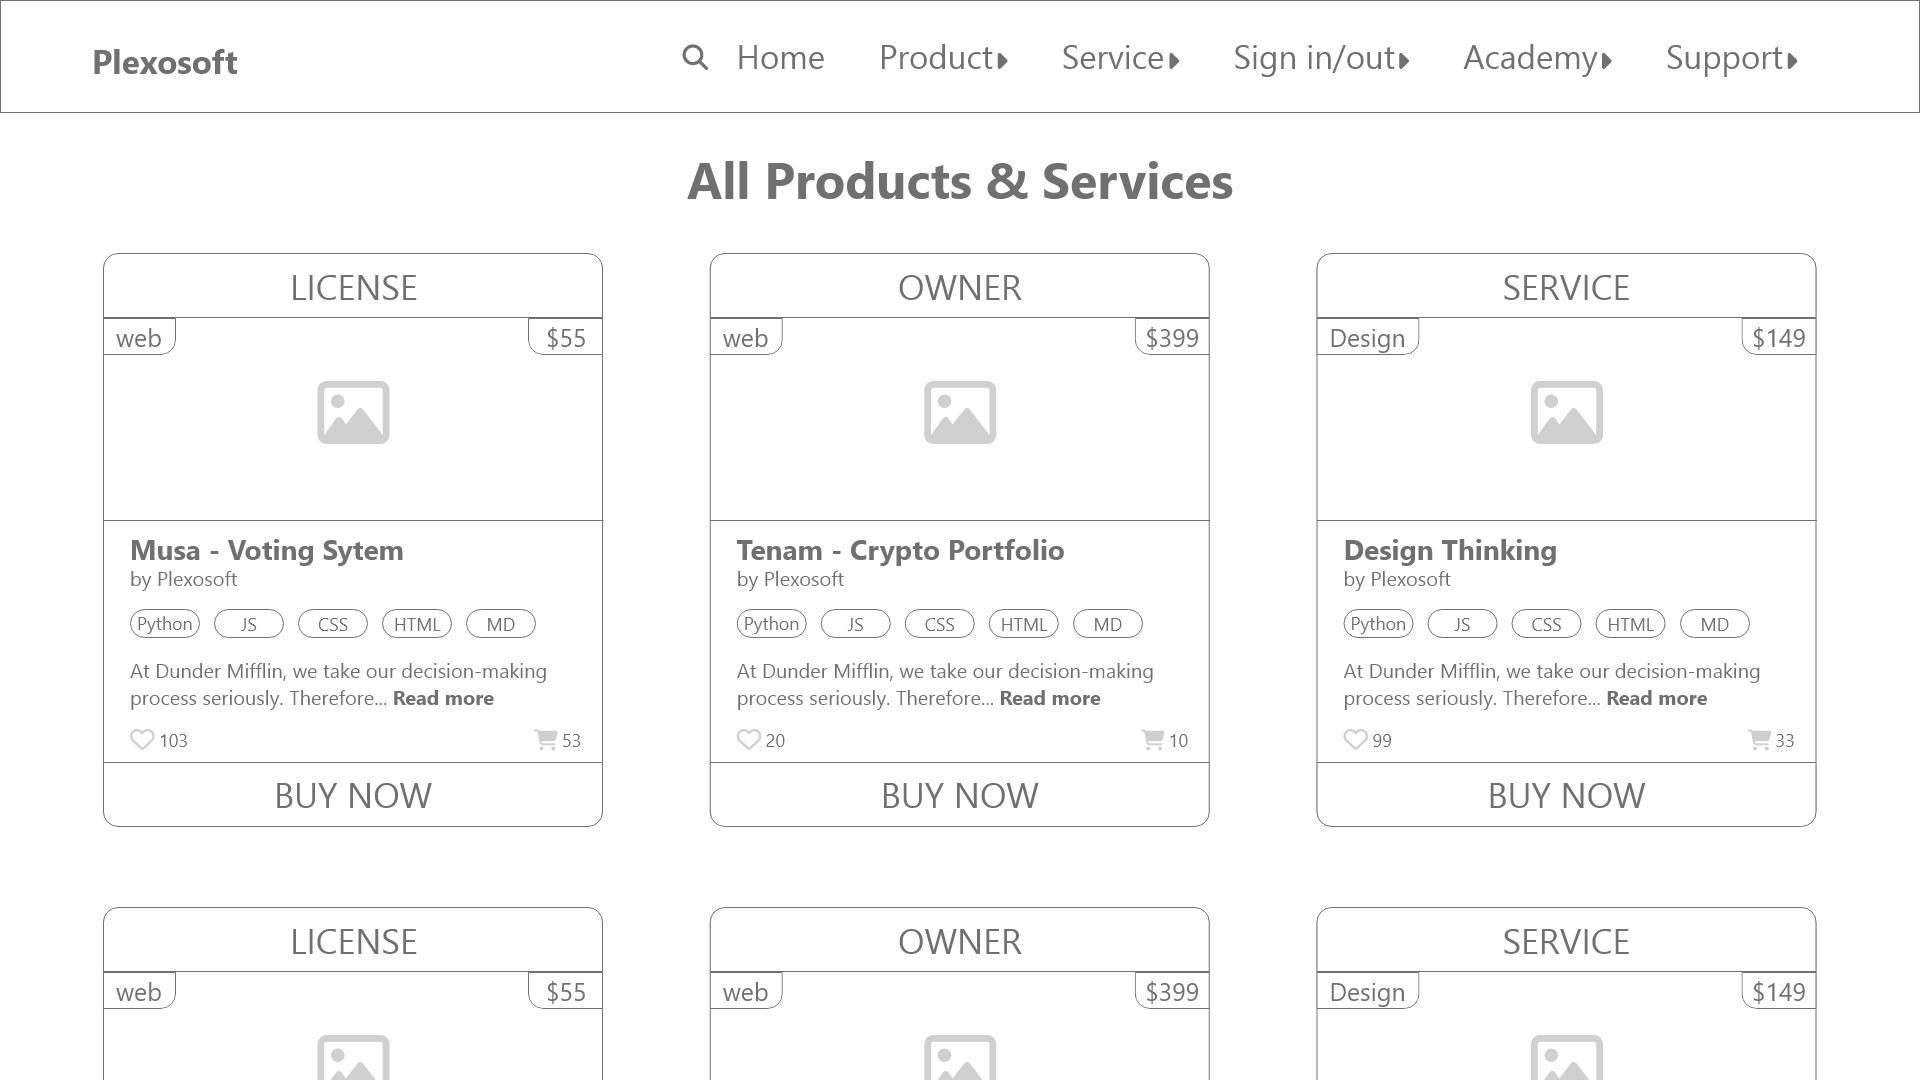 Plexosoft
Home Product Service Sign in/out Academy Support
All Products & Services
LICENSE
web $55
Musa - Voting Sytem
by Plexosoft
Python JS CSS HTML MD
At Dunder Mifflin, we take our decision-making
process seriously. Therefore... Read more
103 53
BUY NOW
OWNER
web $399
Tenam - Crypto Portfolio
by Plexosoft
Python JS CSS HTML MD
At Dunder Mifflin, we take our decision-making
process seriously. Therefore... Read more
20 10
BUY NOW
SERVICE
Design $149
Design Thinking
by Plexosoft
Python JS CSS HTML MD
At Dunder Mifflin, we take our decision-making
process seriously. Therefore... Read more
99 33
BUY NOW
LICENSE
web $55
OWNER
web $399
SERVICE
Design $149